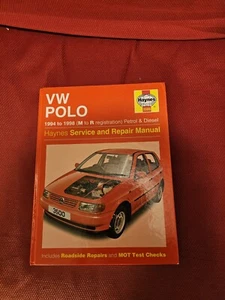 VW
POLO
Haynes
1994 to 1999 (M to R registration) Petrol & Diesel
Haynes Service and Repair Manual
3500
Includes Roadside Repairs and MOT Test Checks